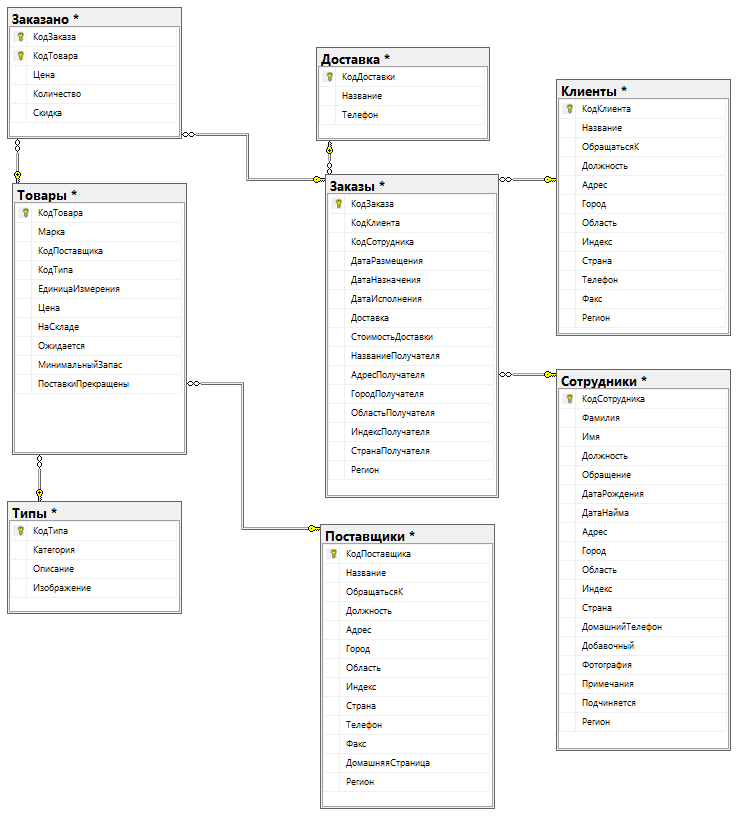 Заказано *
КодЗаказа
КодТовара
Цена
Количество
Скидка
Доставка *
КодДоставки
Название
Телефон
Клиенты *
КодКлиента
Название
ОбращатьсяК
Должность
Адрес
Город
Область
Индекс
Страна
Телефон
Факс
Регион
Товары *
КодТовара
Марка
КодПоставщика
КодТипа
ЕдиницаИзмерения
Цена
НаСкладе
Ожидается
МинимальныйЗапас
ПоставкиПрекращены
Заказы *
КодЗаказа
КодКлиента
КодСотрудника
ДатаРазмещения
ДатаНазначения
ДатаИсполнения
Доставка
СтоимостьДоставки
НазваниеПолучателя
АдресПолучателя
ГородПолучателя
ОбластьПолучателя
ИндексПолучателя
СтранаПолучателя
Регион
Сотрудники *
КодСотрудника
Фамилия
Имя
Должность
Обращение
ДатаРождения
ДатаНайма
Адрес
Город
Область
Индекс
Страна
ДомашнийТелефон
Добавочный
Фотография
Примечания
Подчиняется
Регион
Типы *
КодТипа
Категория
Описание
Изображение
Поставщики *
КодПоставщика
Название
ОбращатьсяК
Должность
Адрес
Город
Область
Индекс
Страна
Телефон
Факс
ДомашняяСтраница
Регион